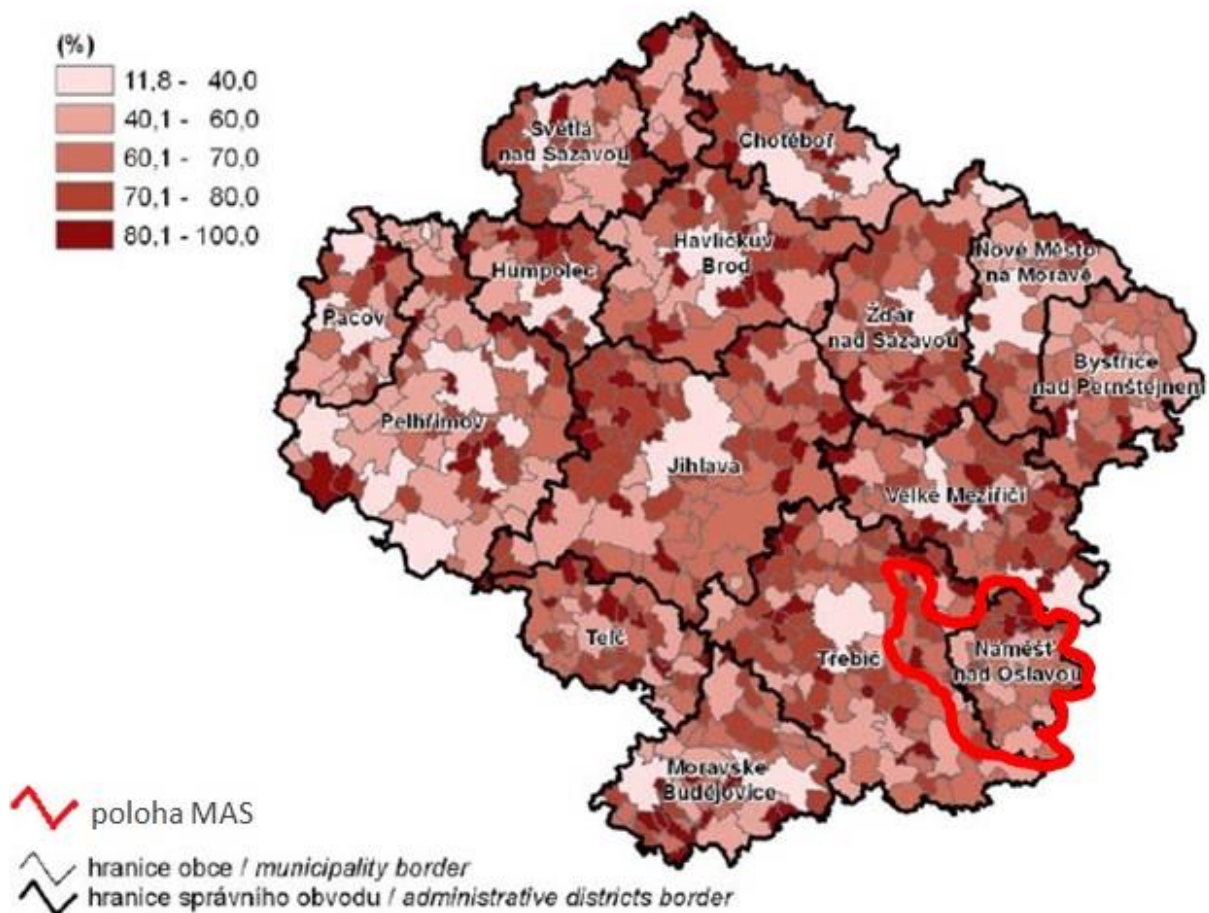 (%)
11,8 - 40,0
40,1 - 60,0
60,1 - 70,0
70,1 - 80,0
80,1 - 100,0
Světlá
nad Sázavou
Chotěboř
Havlíčkův
Brod
Nové Město
na Moravě
Humpolec
Pacov
Žďár
nad Sázavou
Bystřice
nad Pernštejnem
Pelhřimov
Jihlava
Velké Meziříčí
Telč
Třebíč
Náměšť
nad Oslavou
Moravské
Budějovice
poloha MAS
hranice obce / municipality border
hranice správního obvodu / administrative districts border